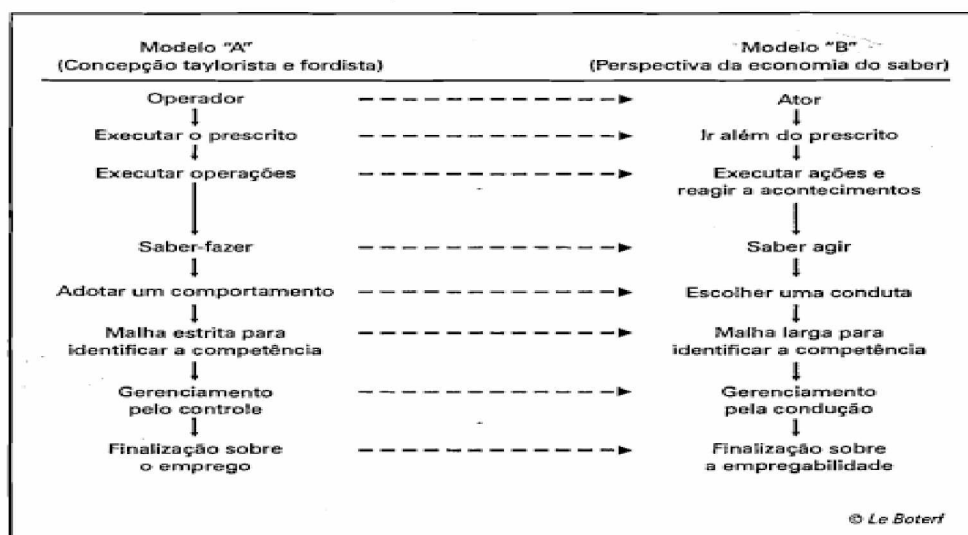 Modelo "A"
(Concepção taylorista e fordista)
Modelo "B"
(Perspectiva da economia do saber)
Operador
Ator
Executar o prescrito
Ir além do prescrito
Executar operações
Executar ações e
reagir a acontecimentos
Saber-fazer
Saber agir
Adotar um comportamento
Escolher uma conduta
Malha estrita para
identificar a competência
Malha larga para
identificar a competência
Gerenciamento
pelo controle
Gerenciamento
pela condução
Finalização sobre
o emprego
Finalização sobre
a empregabilidade
© Le Boterf